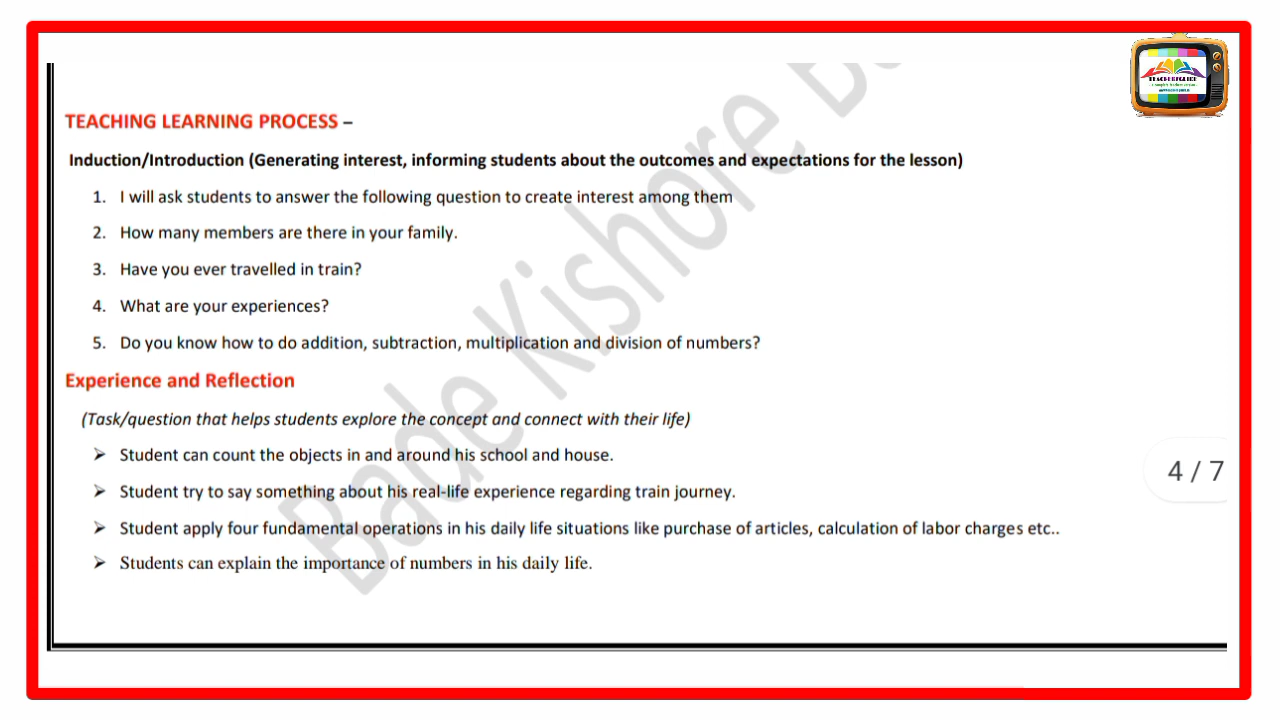 TEACHING LEARNING PROCESS –
Induction/Introduction (Generating interest, informing students about the outcomes and expectations for the lesson)
1. I will ask students to answer the following question to create interest among them
2. How many members are there in your family.
3. Have you ever travelled in train?
4. What are your experiences?
5. Do you know how to do addition, subtraction, multiplication and division of numbers?
Experience and Reflection
(Task/question that helps students explore the concept and connect with their life)
➢ Student can count the objects in and around his school and house.
4 / 7
➢ Student try to say something about his real-life experience regarding train journey.
➢ Student apply four fundamental operations in his daily life situations like purchase of articles, calculation of labor charges etc..
➢ Students can explain the importance of numbers in his daily life.
Bade Kishore